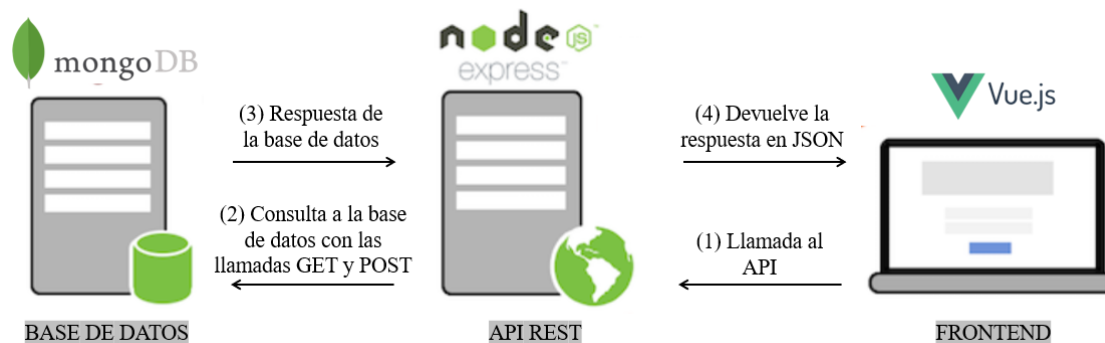 mongoDB
node JS
express
Vue.js
(3) Respuesta de
la base de datos
(4) Devuelve la
respuesta en JSON
(2) Consulta a la base
de datos con las
llamadas GET y POST
(1) Llamada al
API
BASE DE DATOS
API REST
FRONTEND